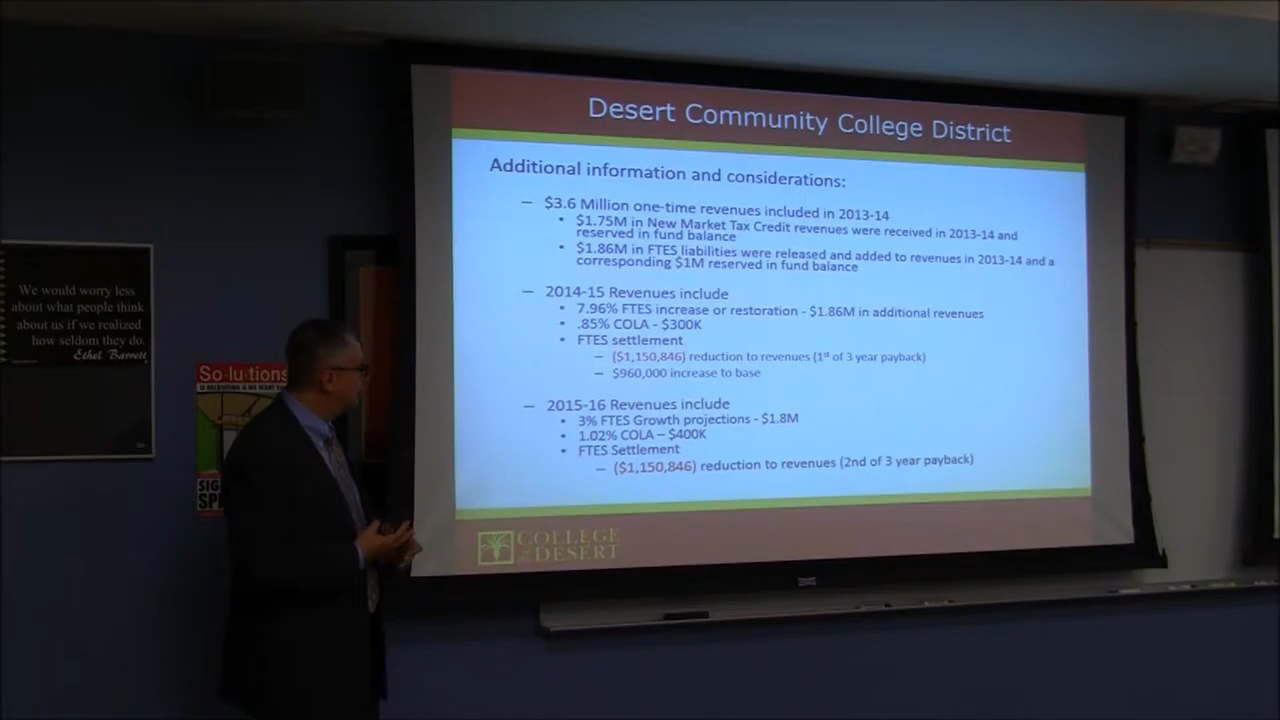 Desert Community College District
Additional information and considerations:
– $3.6 Million one-time revenues included in 2013-14
• $1.75M in New Market Tax Credit revenues were received in 2013-14 and
reserved in fund balance
• $1.86M in FTES liabilities were released and added to revenues in 2013-14 and a
corresponding $1M reserved in fund balance
– 2014-15 Revenues include
• 7.96% FTES increase or restoration - $1.86M in additional revenues
• .85% COLA - $300K
• FTES settlement
– ($1,150,846) reduction to revenues (1st of 3 year payback)
– $960,000 increase to base
– 2015-16 Revenues include
• 3% FTES Growth projections - $1.8M
• 1.02% COLA – $400K
• FTES Settlement
– ($1,150,846) reduction to revenues (2nd of 3 year payback)
COLLEGE
of the DESERT
We would worry less
about what people think
about us if we realized
how seldom they do.
Ethel Barrett
So·lu·tions
SIG
SPE